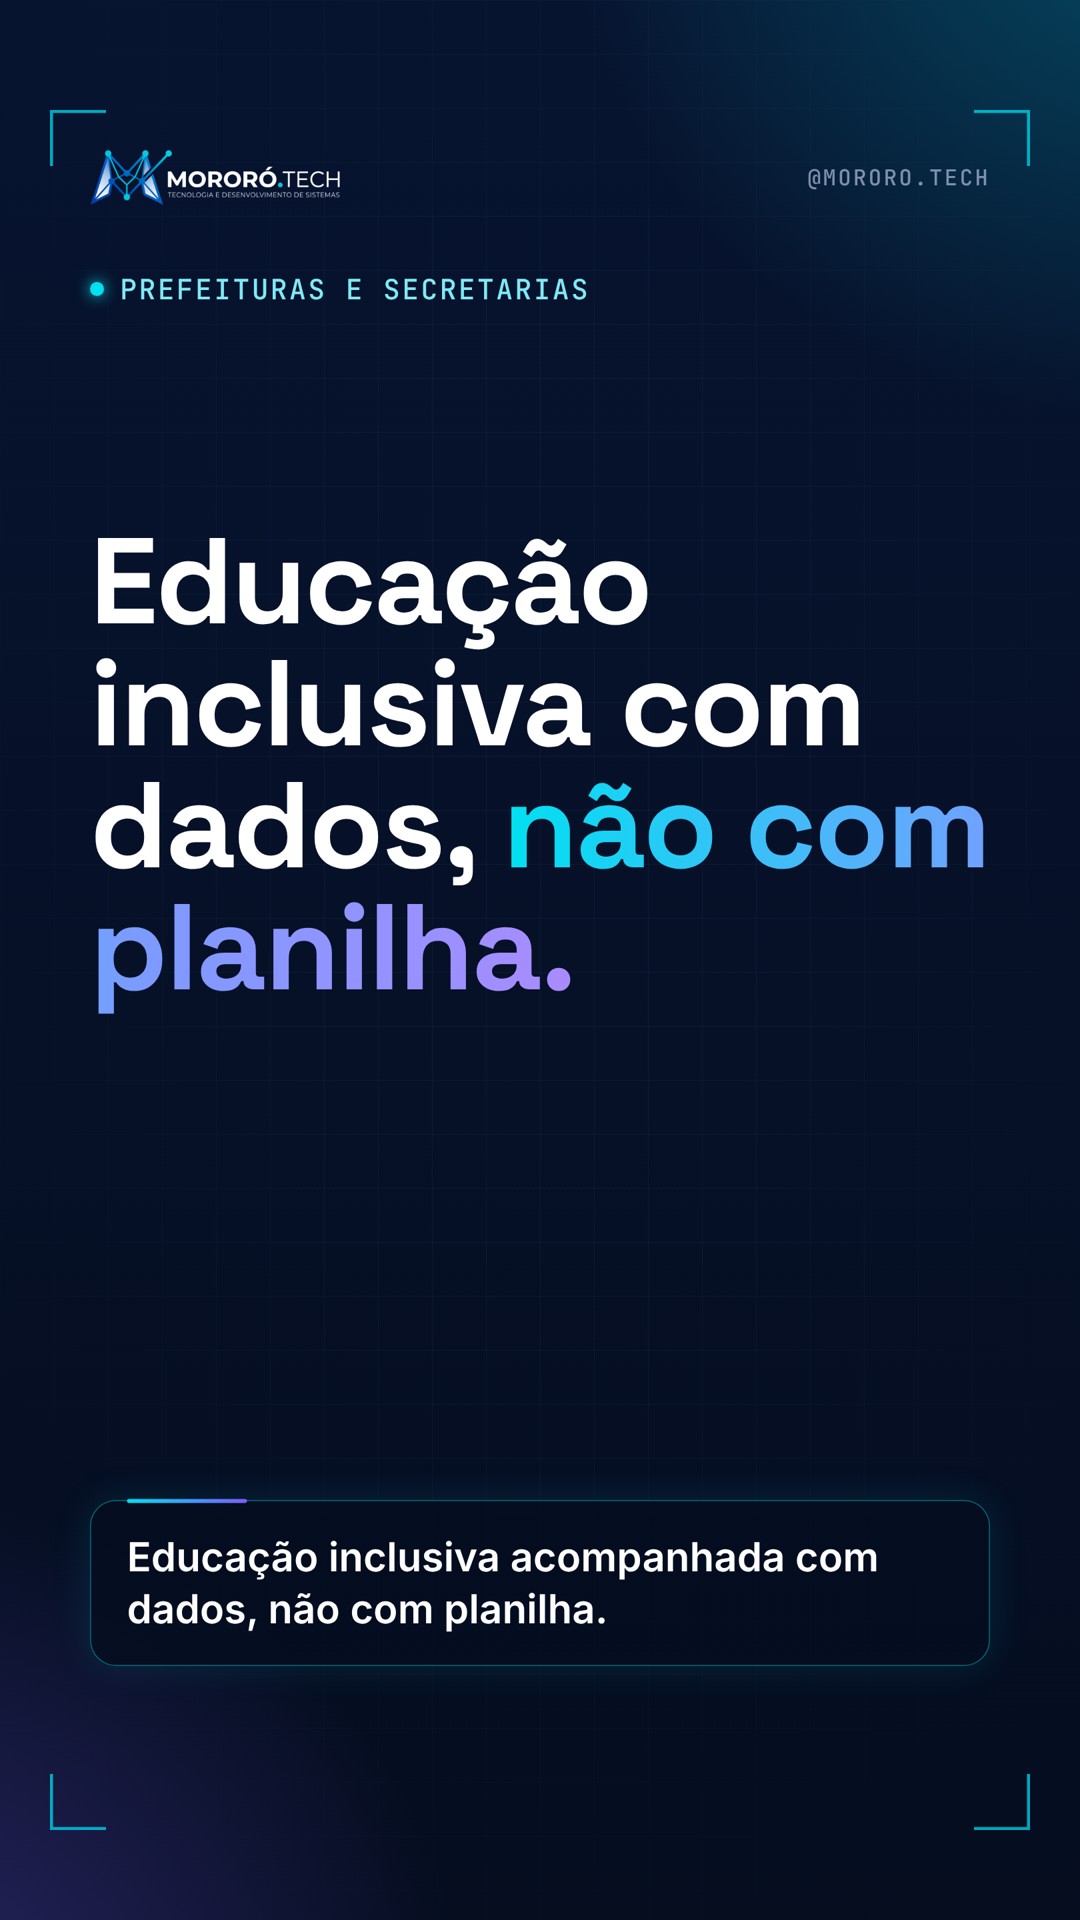 MORORÓ.TECH
TECNOLOGIA E DESENVOLVIMENTO DE SISTEMAS
@MORORO.TECH
PREFEITURAS E SECRETARIAS
Educação
inclusiva com
dados, não com
planilha.
Educação inclusiva acompanhada com
dados, não com planilha.